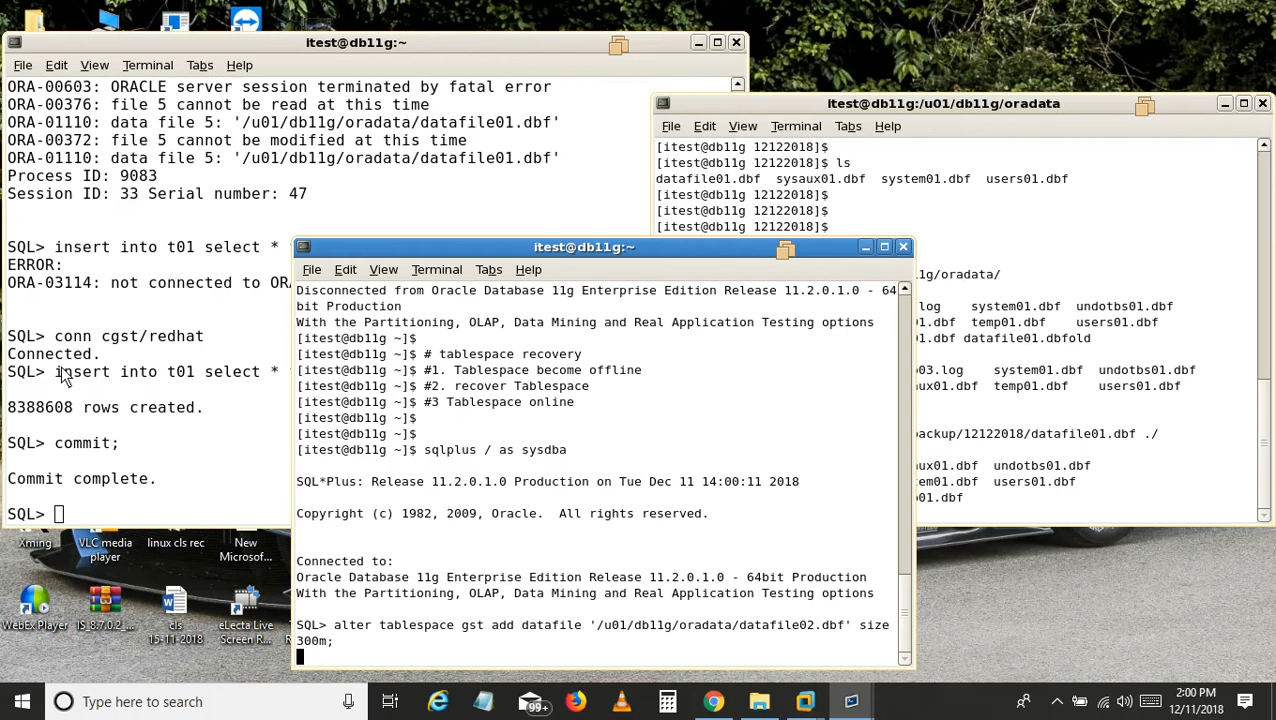 itest@db11g:~
File Edit View Terminal Tabs Help
ORA-00603: ORACLE server session terminated by fatal error
ORA-00376: file 5 cannot be read at this time
ORA-01110: data file 5: '/u01/db11g/oradata/datafile01.dbf'
ORA-00372: file 5 cannot be modified at this time
ORA-01110: data file 5: '/u01/db11g/oradata/datafile01.dbf'
Process ID: 9083
Session ID: 33 Serial number: 47
SQL> insert into t01 select *
ERROR:
ORA-03114: not connected to ORA
SQL> conn cgst/redhat
Connected.
SQL> insert into t01 select *
8388608 rows created.
SQL> commit;
Commit complete.
SQL>
itest@db11g:/u01/db11g/oradata
File Edit View Terminal Tabs Help
[itest@db11g 12122018]$
[itest@db11g 12122018]$ ls
datafile01.dbf sysaux01.dbf system01.dbf users01.dbf
[itest@db11g 12122018]$
[itest@db11g 12122018]$
[itest@db11g 12122018]$
1g/oradata/
.log system01.dbf undotbs01.dbf
1.dbf temp01.dbf users01.dbf
01.dbf datafile01.dbfold
03.log system01.dbf undotbs01.dbf
aux01.dbf temp01.dbf users01.dbf
backup/12122018/datafile01.dbf ./
aux01.dbf undotbs01.dbf
em01.dbf users01.dbf
01.dbf
itest@db11g:~
File Edit View Terminal Tabs Help
Disconnected from Oracle Database 11g Enterprise Edition Release 11.2.0.1.0 - 64
bit Production
With the Partitioning, OLAP, Data Mining and Real Application Testing options
[itest@db11g ~]$
[itest@db11g ~]$ # tablespace recovery
[itest@db11g ~]$ #1. Tablespace become offline
[itest@db11g ~]$ #2. recover Tablespace
[itest@db11g ~]$ #3 Tablespace online
[itest@db11g ~]$
[itest@db11g ~]$
[itest@db11g ~]$ sqlplus / as sysdba
SQL*Plus: Release 11.2.0.1.0 Production on Tue Dec 11 14:00:11 2018
Copyright (c) 1982, 2009, Oracle. All rights reserved.
Connected to:
Oracle Database 11g Enterprise Edition Release 11.2.0.1.0 - 64bit Production
With the Partitioning, OLAP, Data Mining and Real Application Testing options
SQL> alter tablespace gst add datafile '/u01/db11g/oradata/datafile02.dbf' size
300m;
Xming
VLC media
player
linux cls rec
New
Microsof...
WebEx Player
IS_8.7.0.2_...
cls
15-11-2018
eLecta Live
Screen R...
Type here to search
99+
2:00 PM
12/11/2018